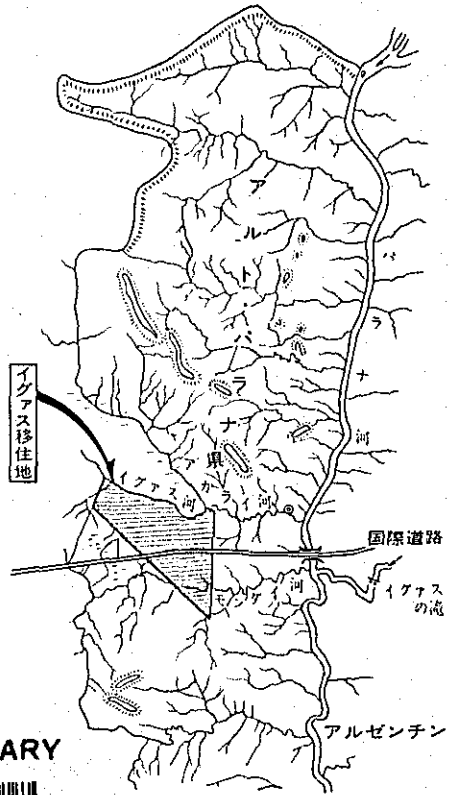 アルト・パラナ県
パラナ河
イグァス移住地
イグァス河
アカライ河
国際道路
モンダイ河
イグァスの滝
アルゼンチン
ARY